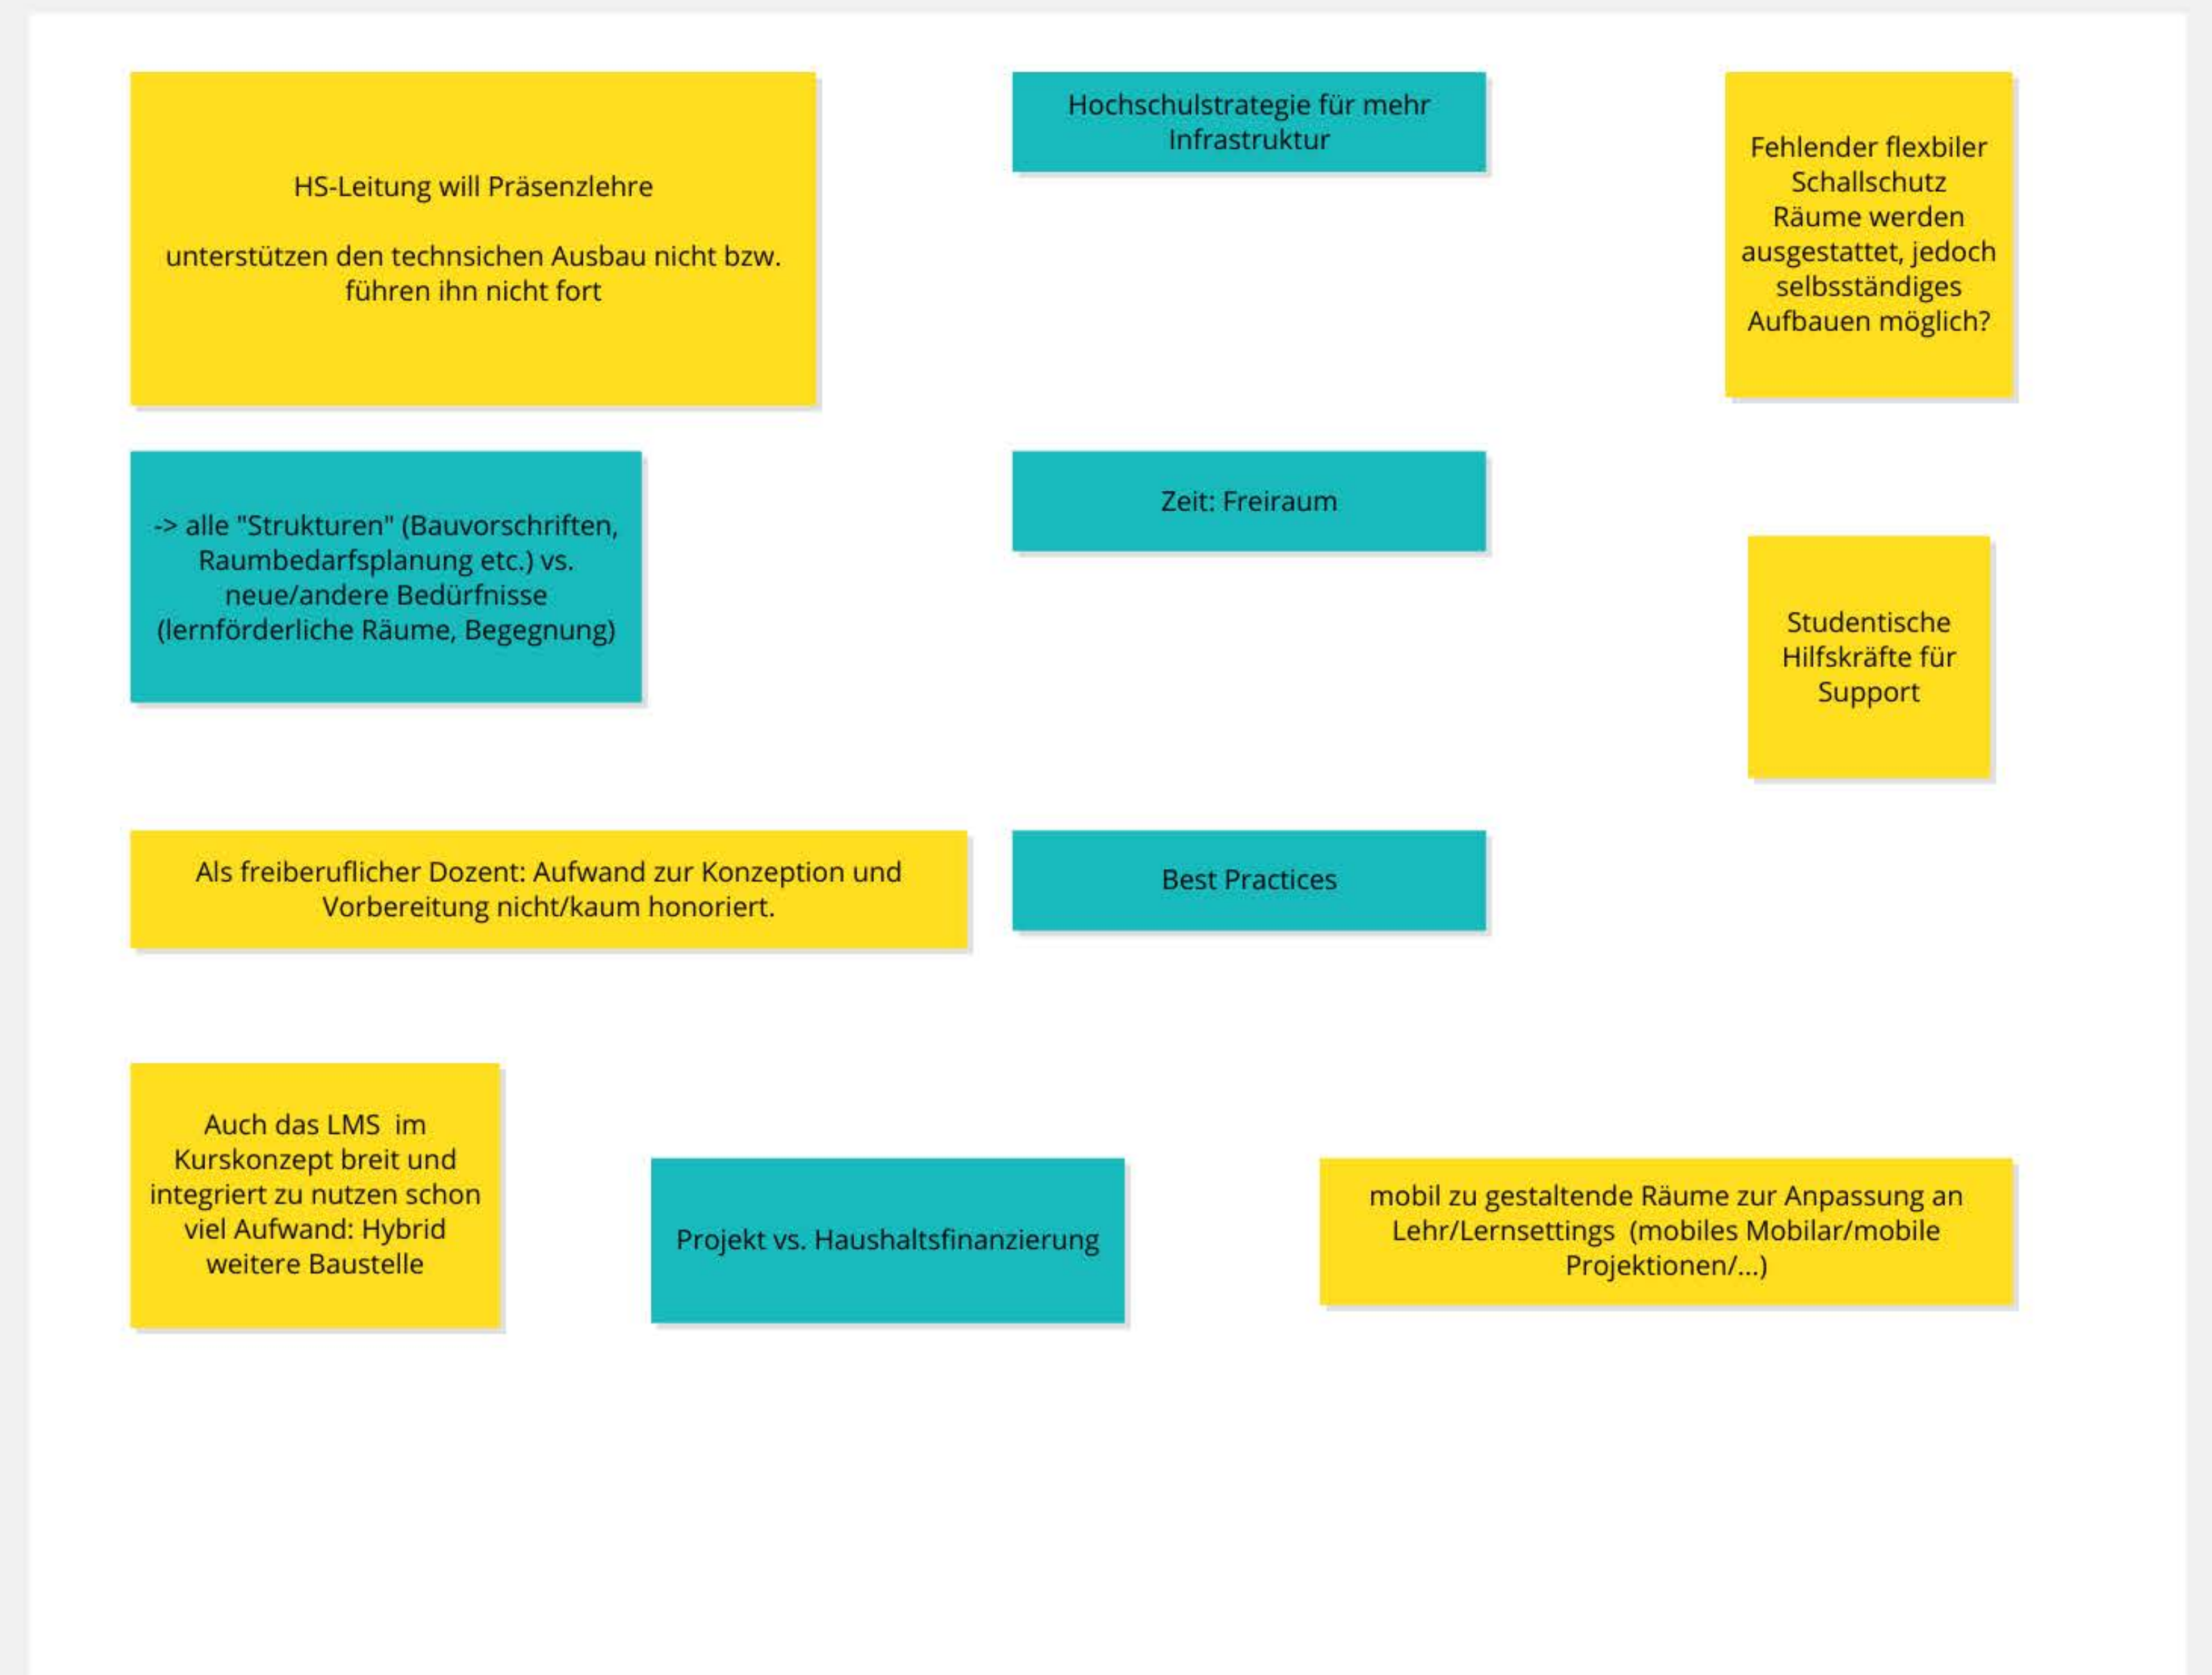 HS-Leitung will Präsenzlehre
unterstützen den technsichen Ausbau nicht bzw.
führen ihn nicht fort
Hochschulstrategie für mehr
Infrastruktur
Fehlender flexbiler
Schallschutz
Räume werden
ausgestattet, jedoch
selbsständiges
Aufbauen möglich?
-> alle "Strukturen" (Bauvorschriften,
Raumbedarfsplanung etc.) vs.
neue/andere Bedürfnisse
(lernförderliche Räume, Begegnung)
Zeit: Freiraum
Studentische
Hilfskräfte für
Support
Als freiberuflicher Dozent: Aufwand zur Konzeption und
Vorbereitung nicht/kaum honoriert.
Best Practices
Auch das LMS  im
Kurskonzept breit und
integriert zu nutzen schon
viel Aufwand: Hybrid
weitere Baustelle
Projekt vs. Haushaltsfinanzierung
mobil zu gestaltende Räume zur Anpassung an
Lehr/Lernsettings  (mobiles Mobilar/mobile
Projektionen/...)